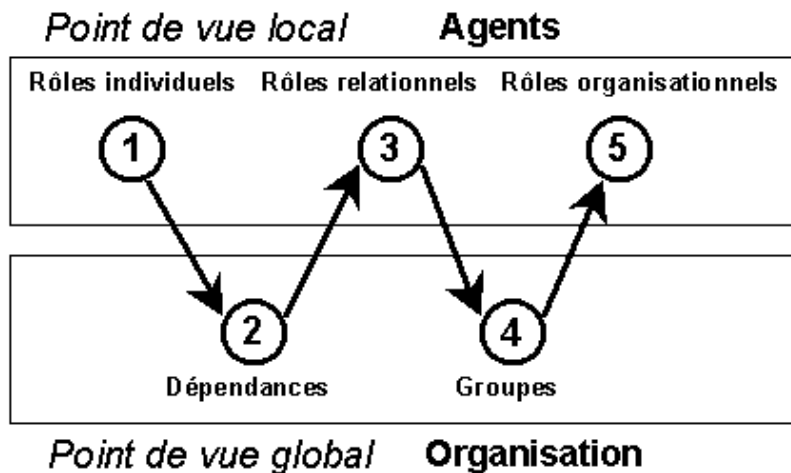 Point de vue local Agents
Rôles individuels Rôles relationnels Rôles organisationnels
1 3 5
2 4
Dépendances Groupes
Point de vue global Organisation